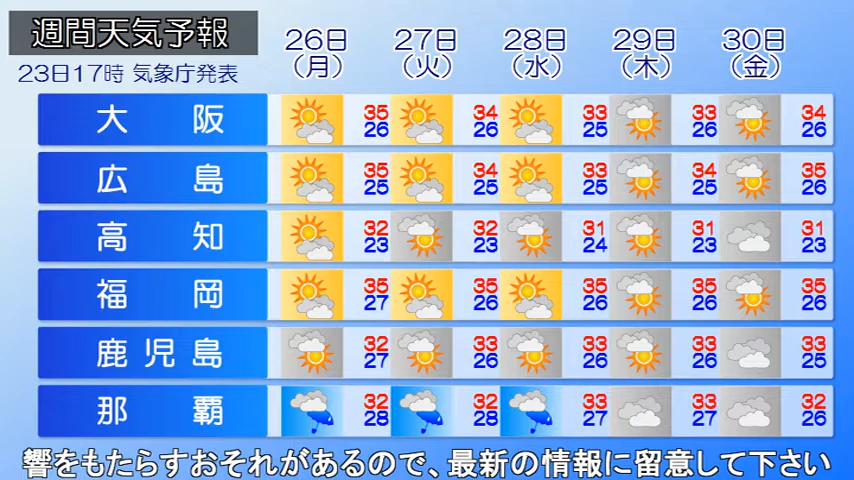 週間天気予報
23日17時 気象庁発表
26日 27日 28日 29日 30日
(月) (火) (水) (木) (金)
大阪 35 26 34 26 33 25 33 26 34 26
広島 35 25 34 25 33 25 34 25 35 26
高知 32 23 32 23 31 24 31 23 31 23
福岡 35 27 35 26 35 26 35 26 35 26
鹿児島 32 27 33 26 33 26 33 26 33 25
那覇 32 28 32 28 33 27 33 27 32 26
響をもたらすおそれがあるので、最新の情報に留意して下さい